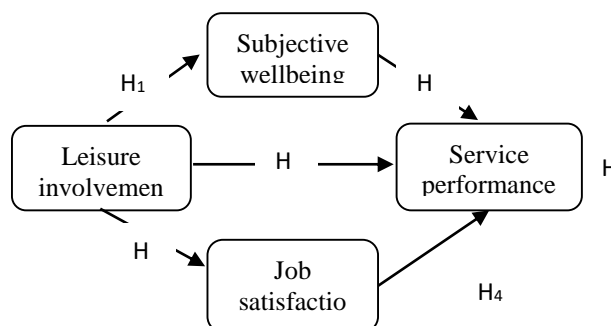 Subjective
wellbeing
H₁
H
Leisure
involvemen
H
Service
performance
H
H
Job
satisfactio
H₄